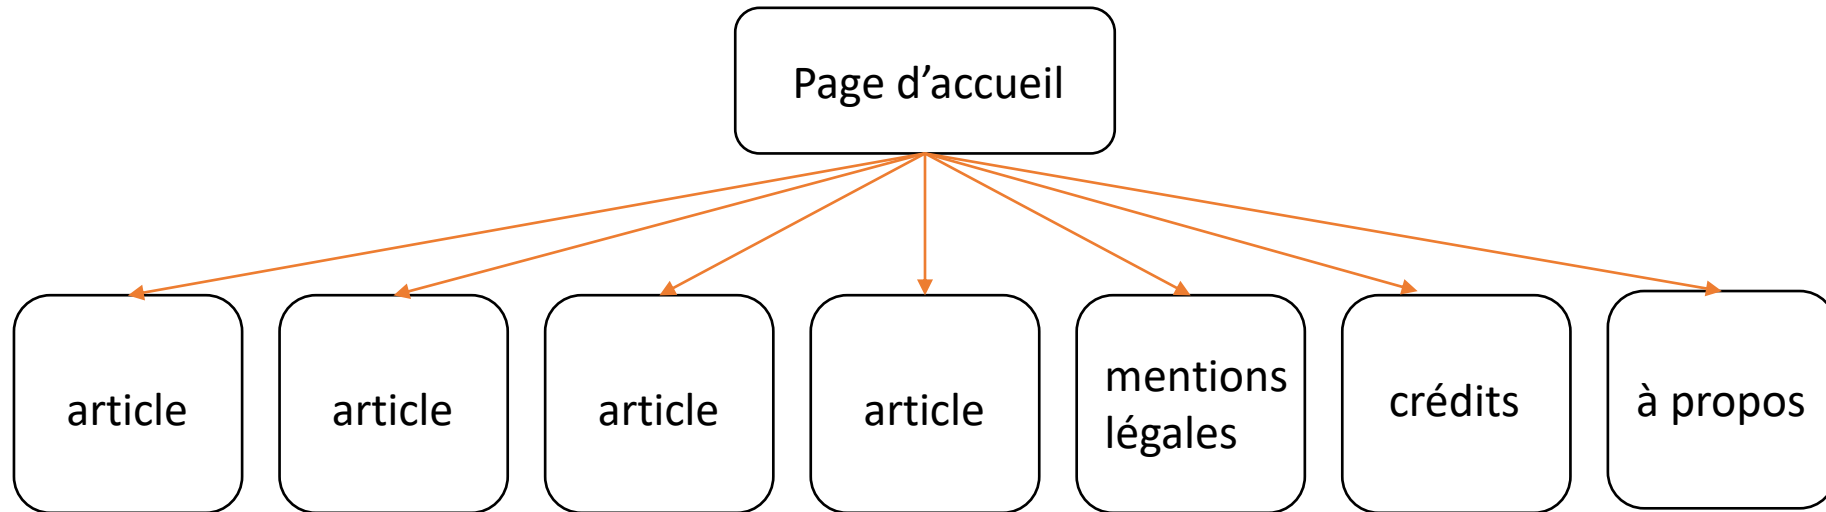 Page d’accueil
article
article
article
article
mentions
légales
crédits
à propos